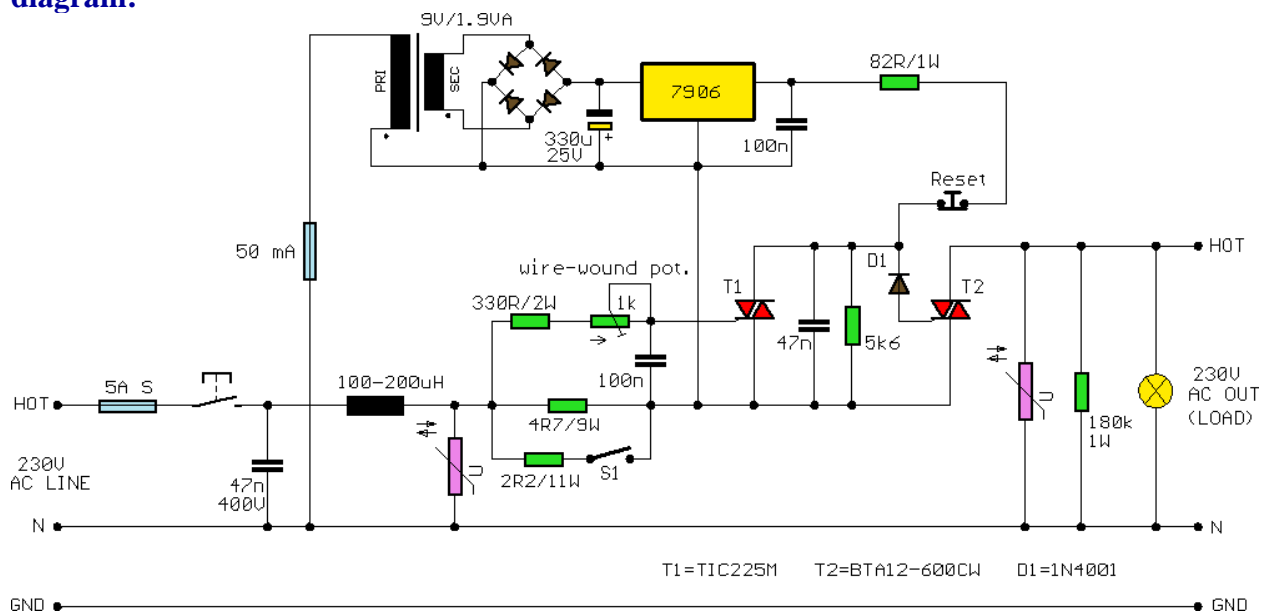 diagram:
9V/1.9VA
PRI
SEC
7906
82R/1W
330u
25V
+
100n
Reset
50 mA
HOT
D1
wire-wound pot.
T1
T2
330R/2W
1k
47n
5k6
100n
5A S
100-200uH
HOT
4R7/9W
U
U
180k
1W
230V
AC OUT
(LOAD)
230V
AC LINE
47n
400V
2R2/11W
S1
N
N
T1=TIC225M T2=BTA12-600CW D1=1N4001
GND
GND